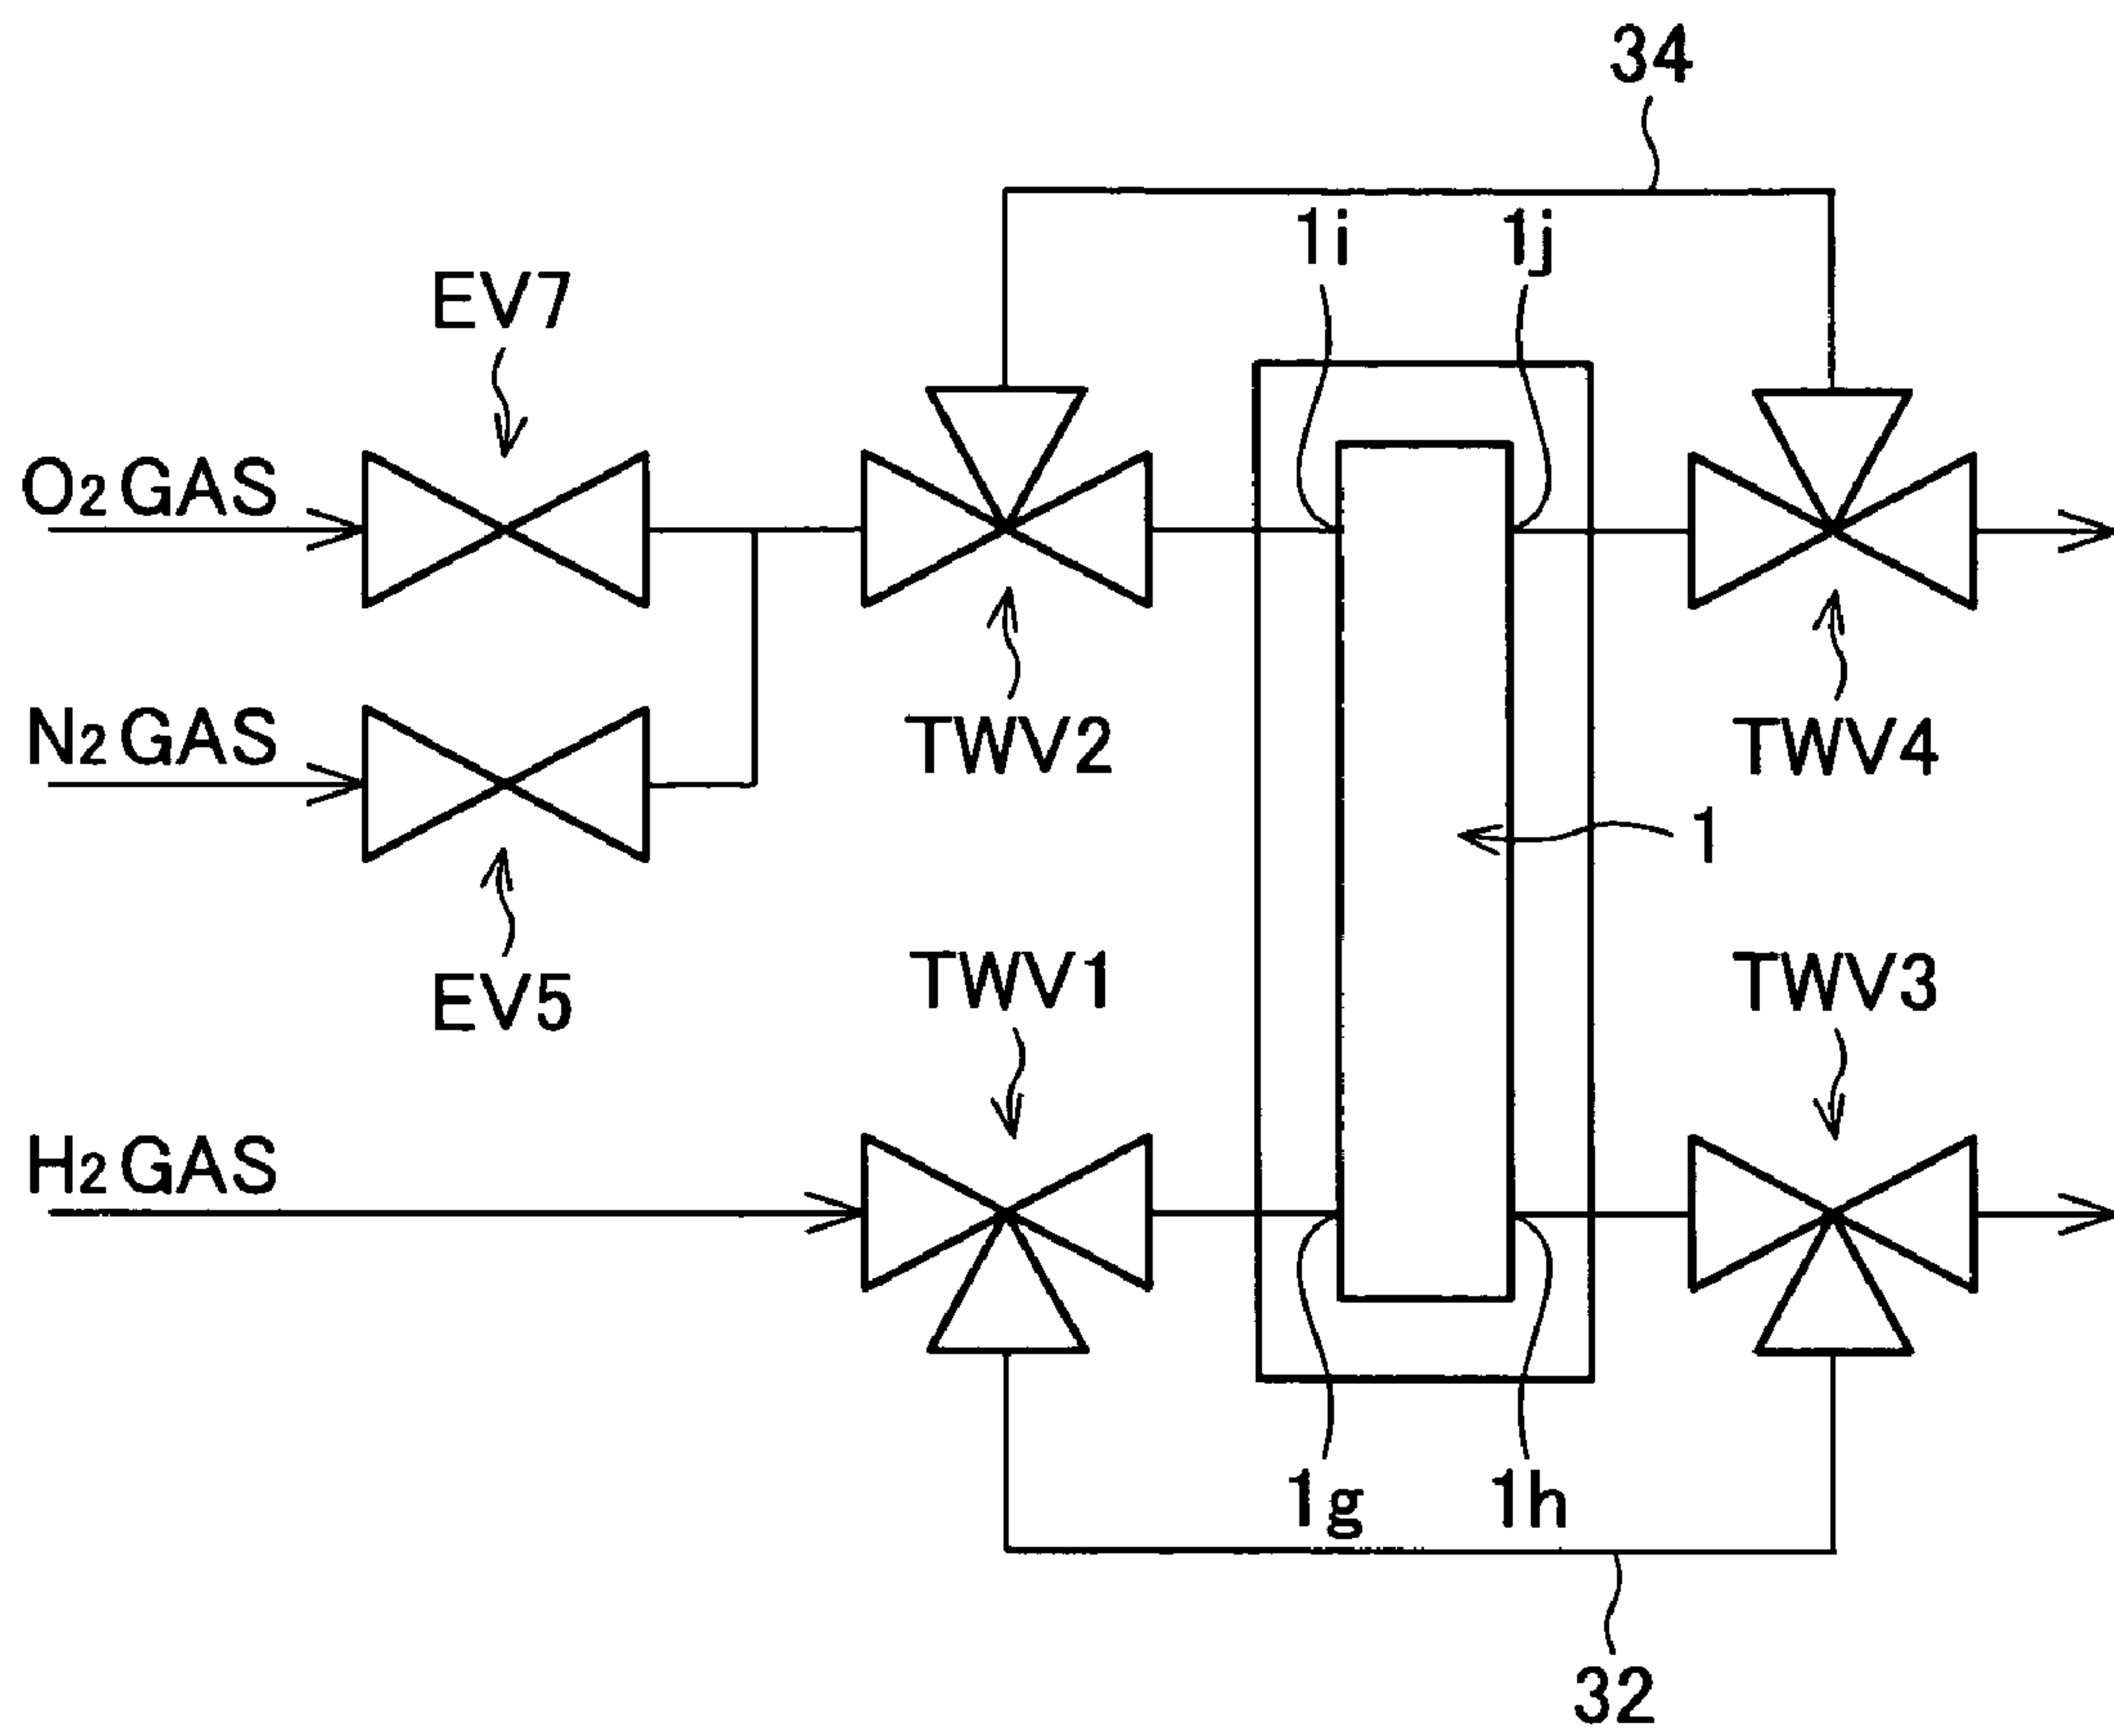 34
1i
1j
EV7
O2 GAS
N2 GAS
TWV2
TWV4
1
EV5
TWV1
TWV3
H2 GAS
1g
1h
32